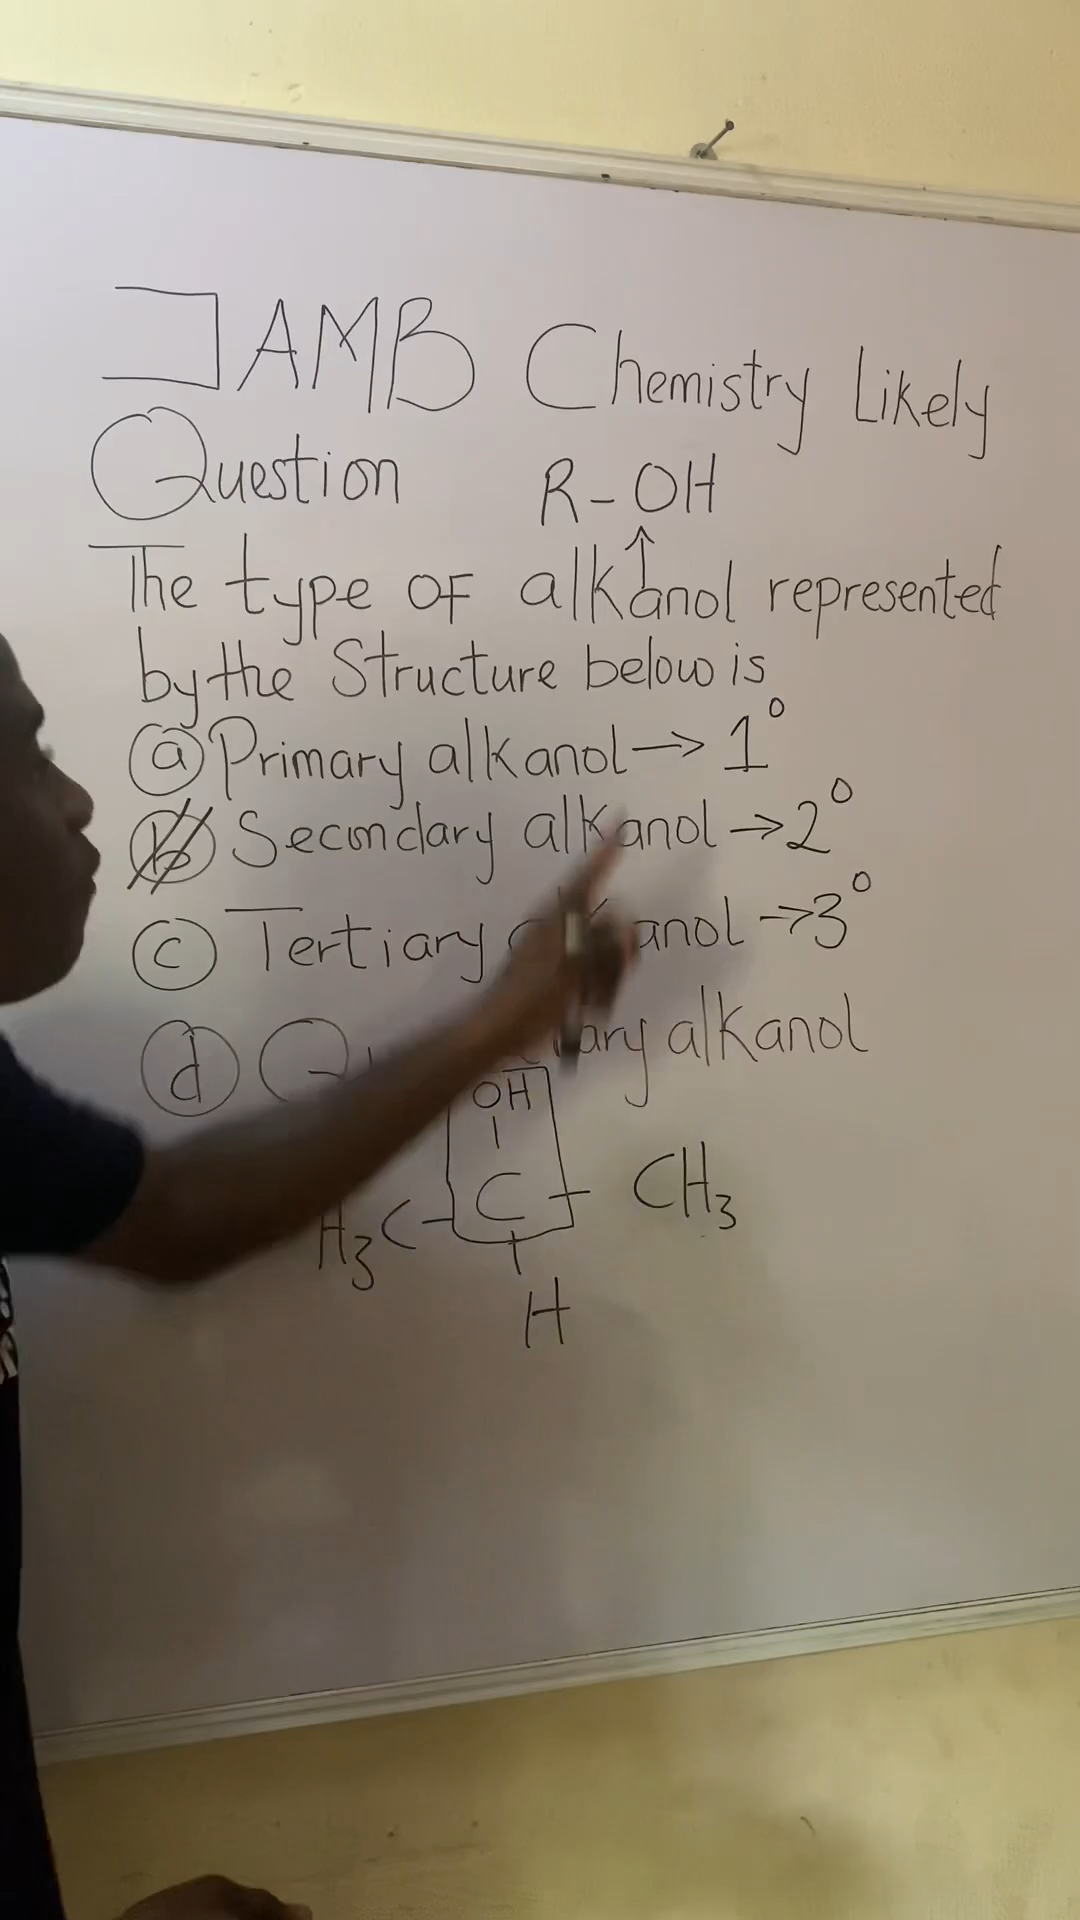 JAMB Chemistry Likely
Question R-OH
The type OF alkanol represented
by the Structure below is
a Primary alkanol → 1°
b Secondary alkanol → 2°
c Tertiary alkanol → 3°
d alkanol
OH
H3C - C - CH3
H